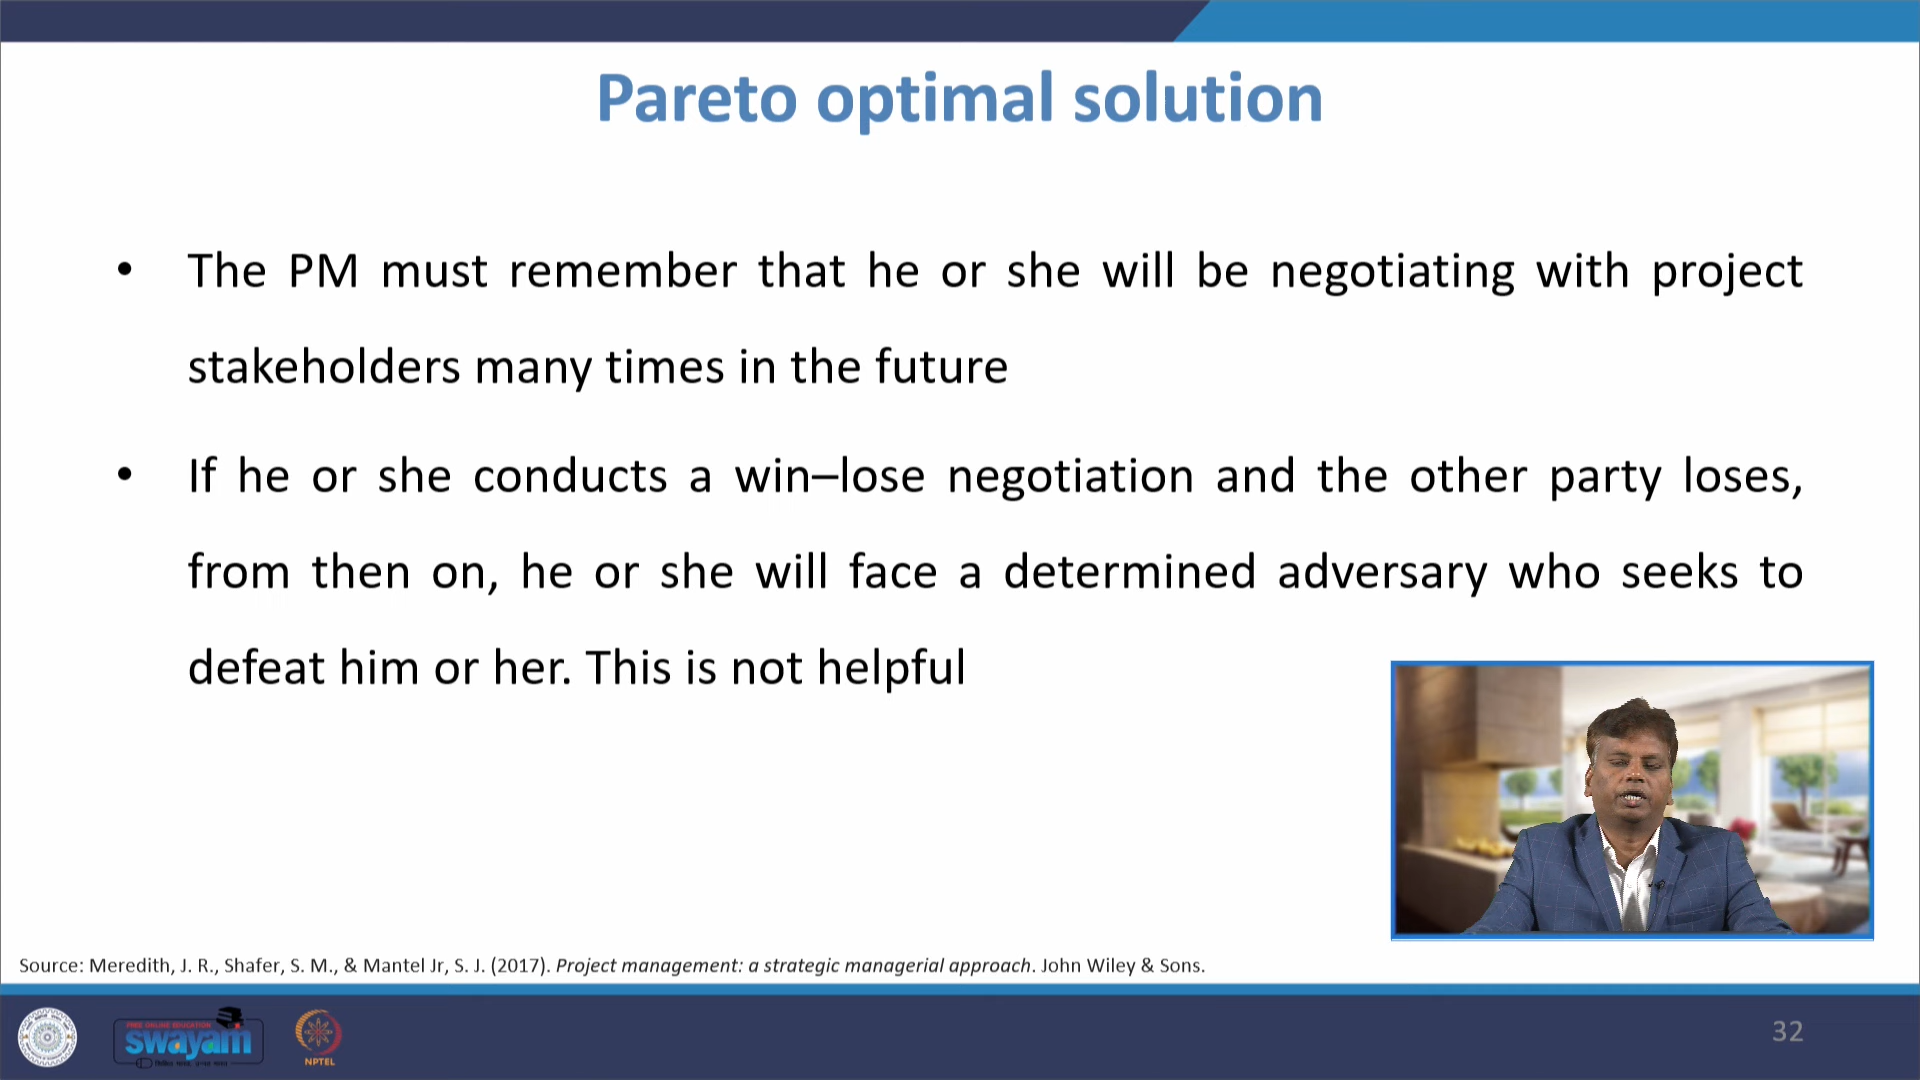 Pareto optimal solution
• The PM must remember that he or she will be negotiating with project
stakeholders many times in the future
• If he or she conducts a win–lose negotiation and the other party loses,
from then on, he or she will face a determined adversary who seeks to
defeat him or her. This is not helpful
Source: Meredith, J. R., Shafer, S. M., & Mantel Jr, S. J. (2017). Project management: a strategic managerial approach. John Wiley & Sons.
FREE ONLINE EDUCATION
swayam
NPTEL
32